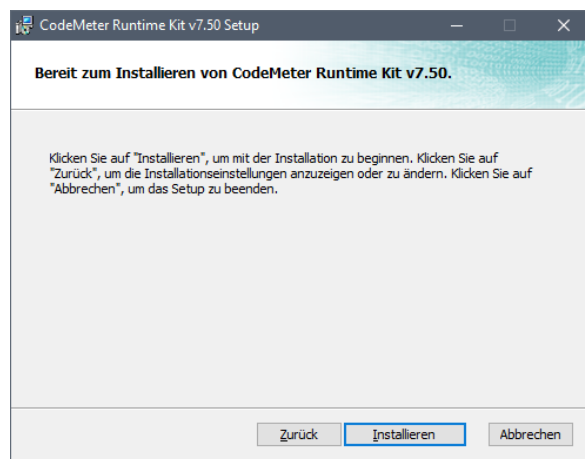 CodeMeter Runtime Kit v7.50 Setup
Bereit zum Installieren von CodeMeter Runtime Kit v7.50.
Klicken Sie auf "Installieren", um mit der Installation zu beginnen. Klicken Sie auf
"Zurück", um die Installationseinstellungen anzuzeigen oder zu ändern. Klicken Sie auf
"Abbrechen", um das Setup zu beenden.
Zurück Installieren Abbrechen